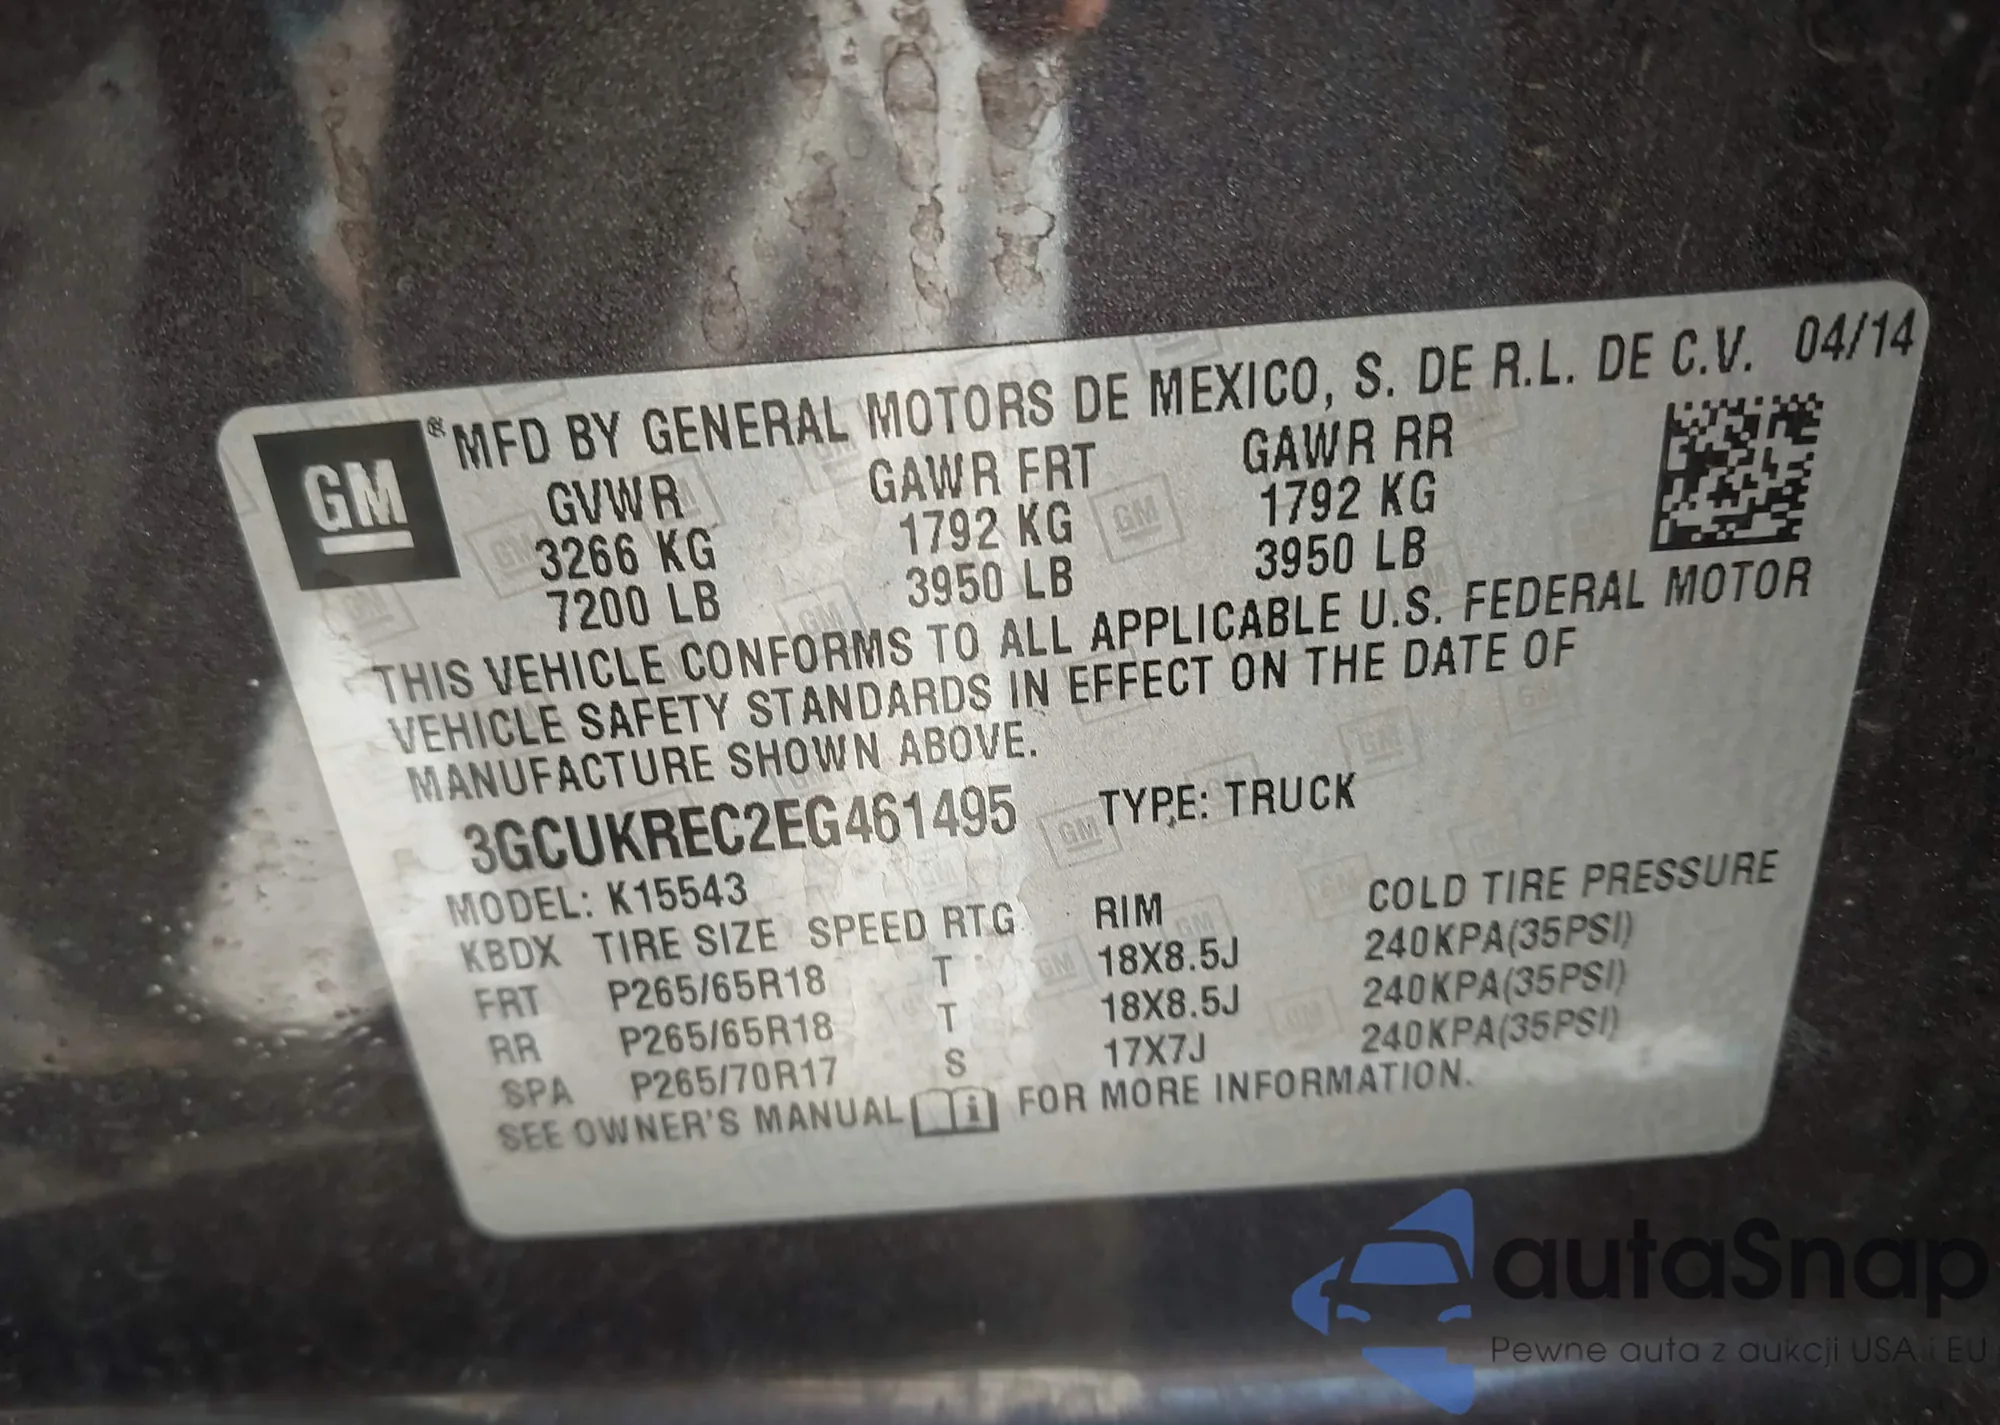 GM
® MFD BY GENERAL MOTORS DE MEXICO, S. DE R.L. DE C.V. 04/14
GVWR GAWR FRT GAWR RR
3266 KG 1792 KG 1792 KG
7200 LB 3950 LB 3950 LB
THIS VEHICLE CONFORMS TO ALL APPLICABLE U.S. FEDERAL MOTOR
VEHICLE SAFETY STANDARDS IN EFFECT ON THE DATE OF
MANUFACTURE SHOWN ABOVE.
3GCUKREC2EG461495 TYPE: TRUCK
MODEL: K15543
KBDX TIRE SIZE SPEED RTG RIM COLD TIRE PRESSURE
FRT P265/65R18 T 18X8.5J 240KPA(35PSI)
RR P265/65R18 T 18X8.5J 240KPA(35PSI)
SPA P265/70R17 S 17X7J 240KPA(35PSI)
SEE OWNER'S MANUAL i FOR MORE INFORMATION.
autaSnap
Pewne auta z aukcji USA i EU